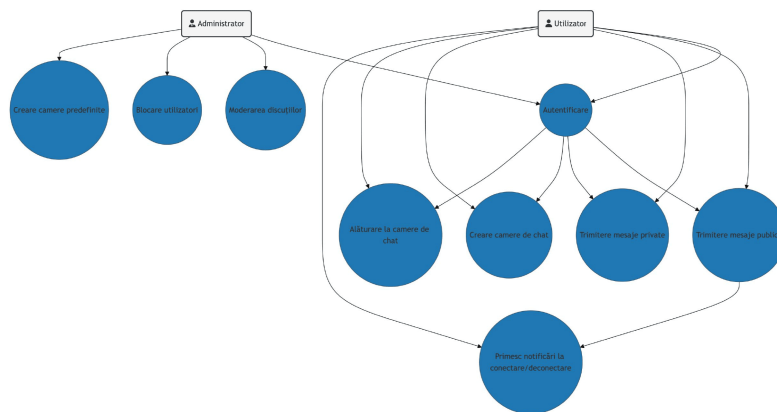 Administrator
Utilizator
Creare camere predefinite
Blocare utilizatori
Moderarea discuțiilor
Autentificare
Alăturare la camere de
chat
Creare camere de chat
Trimitere mesaje private
Trimitere mesaje public
Primesc notificări la
conectare/deconectare